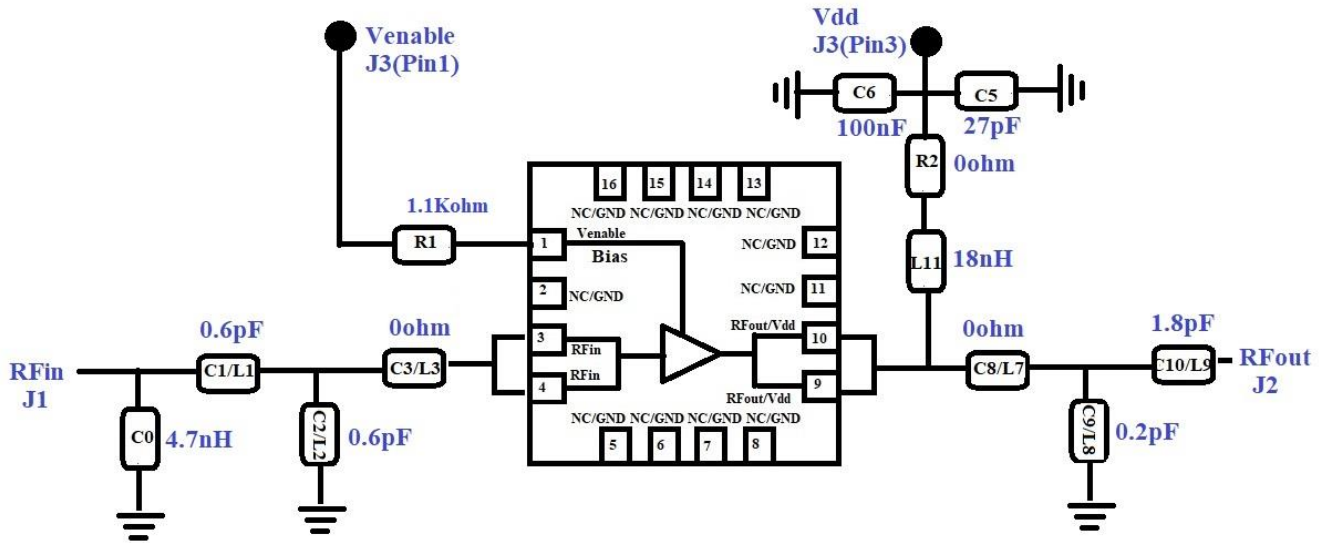 Venable
J3(Pin1)
Vdd
J3(Pin3)
C6
C5
100nF
27pF
R2
0ohm
16
15
14
13
NC/GND NC/GND NC/GND NC/GND
1.1Kohm
R1
1
Venable
Bias
NC/GND
12
L11
18nH
2
NC/GND
NC/GND
11
0.6pF
0ohm
RFout/Vdd
10
0ohm
1.8pF
RFin
J1
C1/L1
C3/L3
3
RFin
4
RFin
9
RFout/Vdd
C8/L7
C10/L9
RFout
J2
C0
4.7nH
C2/L2
0.6pF
NC/GND NC/GND NC/GND NC/GND
5
6
7
8
C9/L8
0.2pF